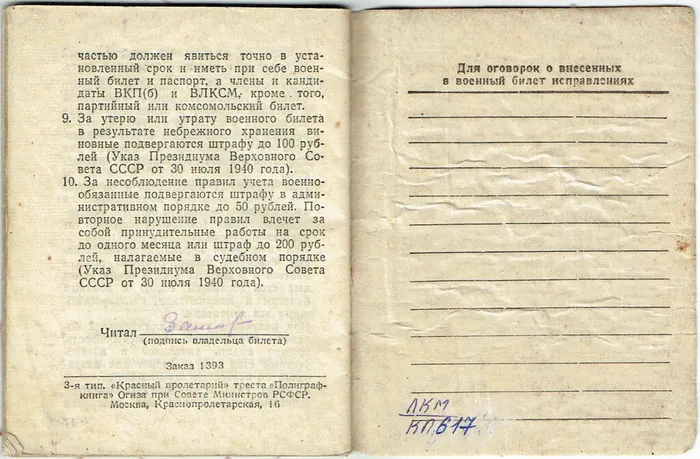 частью должен явиться точно в уста-
новленный срок и иметь при себе воен-
ный билет и паспорт, а члены и канди-
даты ВКП(б) и ВЛКСМ, кроме того,
партийный или комсомольский билет.
9. За утерю или утрату военного билета
в результате небрежного хранения ви-
новные подвергаются штрафу до 100 руб-
лей (Указ Президиума Верховного Сове-
та СССР от 30 июля 1940 года).
10. За несоблюдение правил учета военно-
обязанные подвергаются штрафу в адми-
нистративном порядке до 50 рублей. По-
вторное нарушение правил влечет за
собой принудительные работы на срок
до одного месяца или штраф до 200 руб-
лей, налагаемые в судебном порядке
(Указ Президиума Верховного Совета
СССР от 30 июля 1940 года).
Читал
(подпись владельца билета)
Заказ 1393
3-я тип. «Красный пролетарий» треста «Полиграф-
книга» Огиза при Совете Министров РСФСР.
Москва, Краснопролетарская, 16
Для оговорок о внесенных
в военный билет исправлениях
ЛКМ
КП617